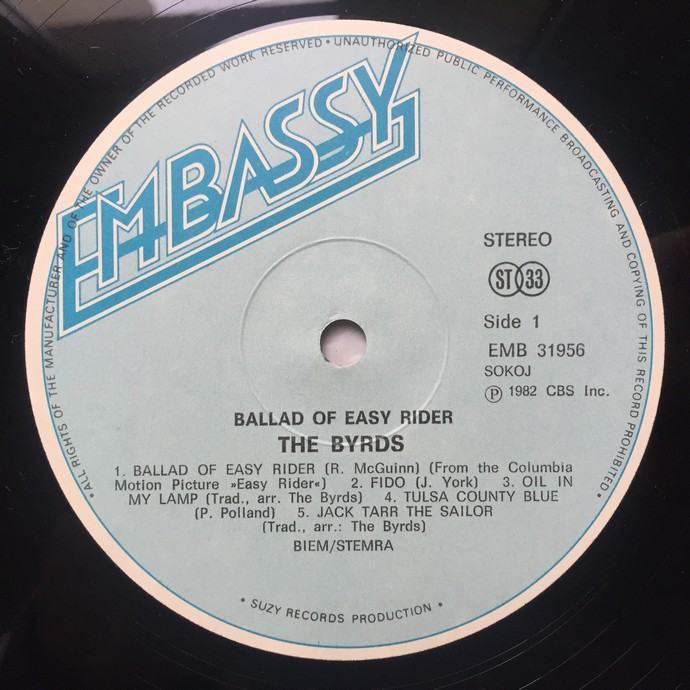 • ALL RIGHTS OF THE MANUFACTURER AND OF THE OWNER OF THE RECORDED WORK RESERVED • UNAUTHORIZED PUBLIC PERFORMANCE BROADCASTING AND COPYING OF THIS RECORD PROHIBITED •
EMBASSY
STEREO
ST 33
Side 1
EMB 31956
SOKOJ
Ⓟ 1982 CBS Inc.
BALLAD OF EASY RIDER
THE BYRDS
1. BALLAD OF EASY RIDER (R. McGuinn) (From the Columbia
Motion Picture »Easy Rider«) 2. FIDO (J. York) 3. OIL IN
MY LAMP (Trad., arr. The Byrds) 4. TULSA COUNTY BLUE
(P. Polland) 5. JACK TARR THE SAILOR
(Trad., arr.: The Byrds)
BIEM/STEMRA
• SUZY RECORDS PRODUCTION •